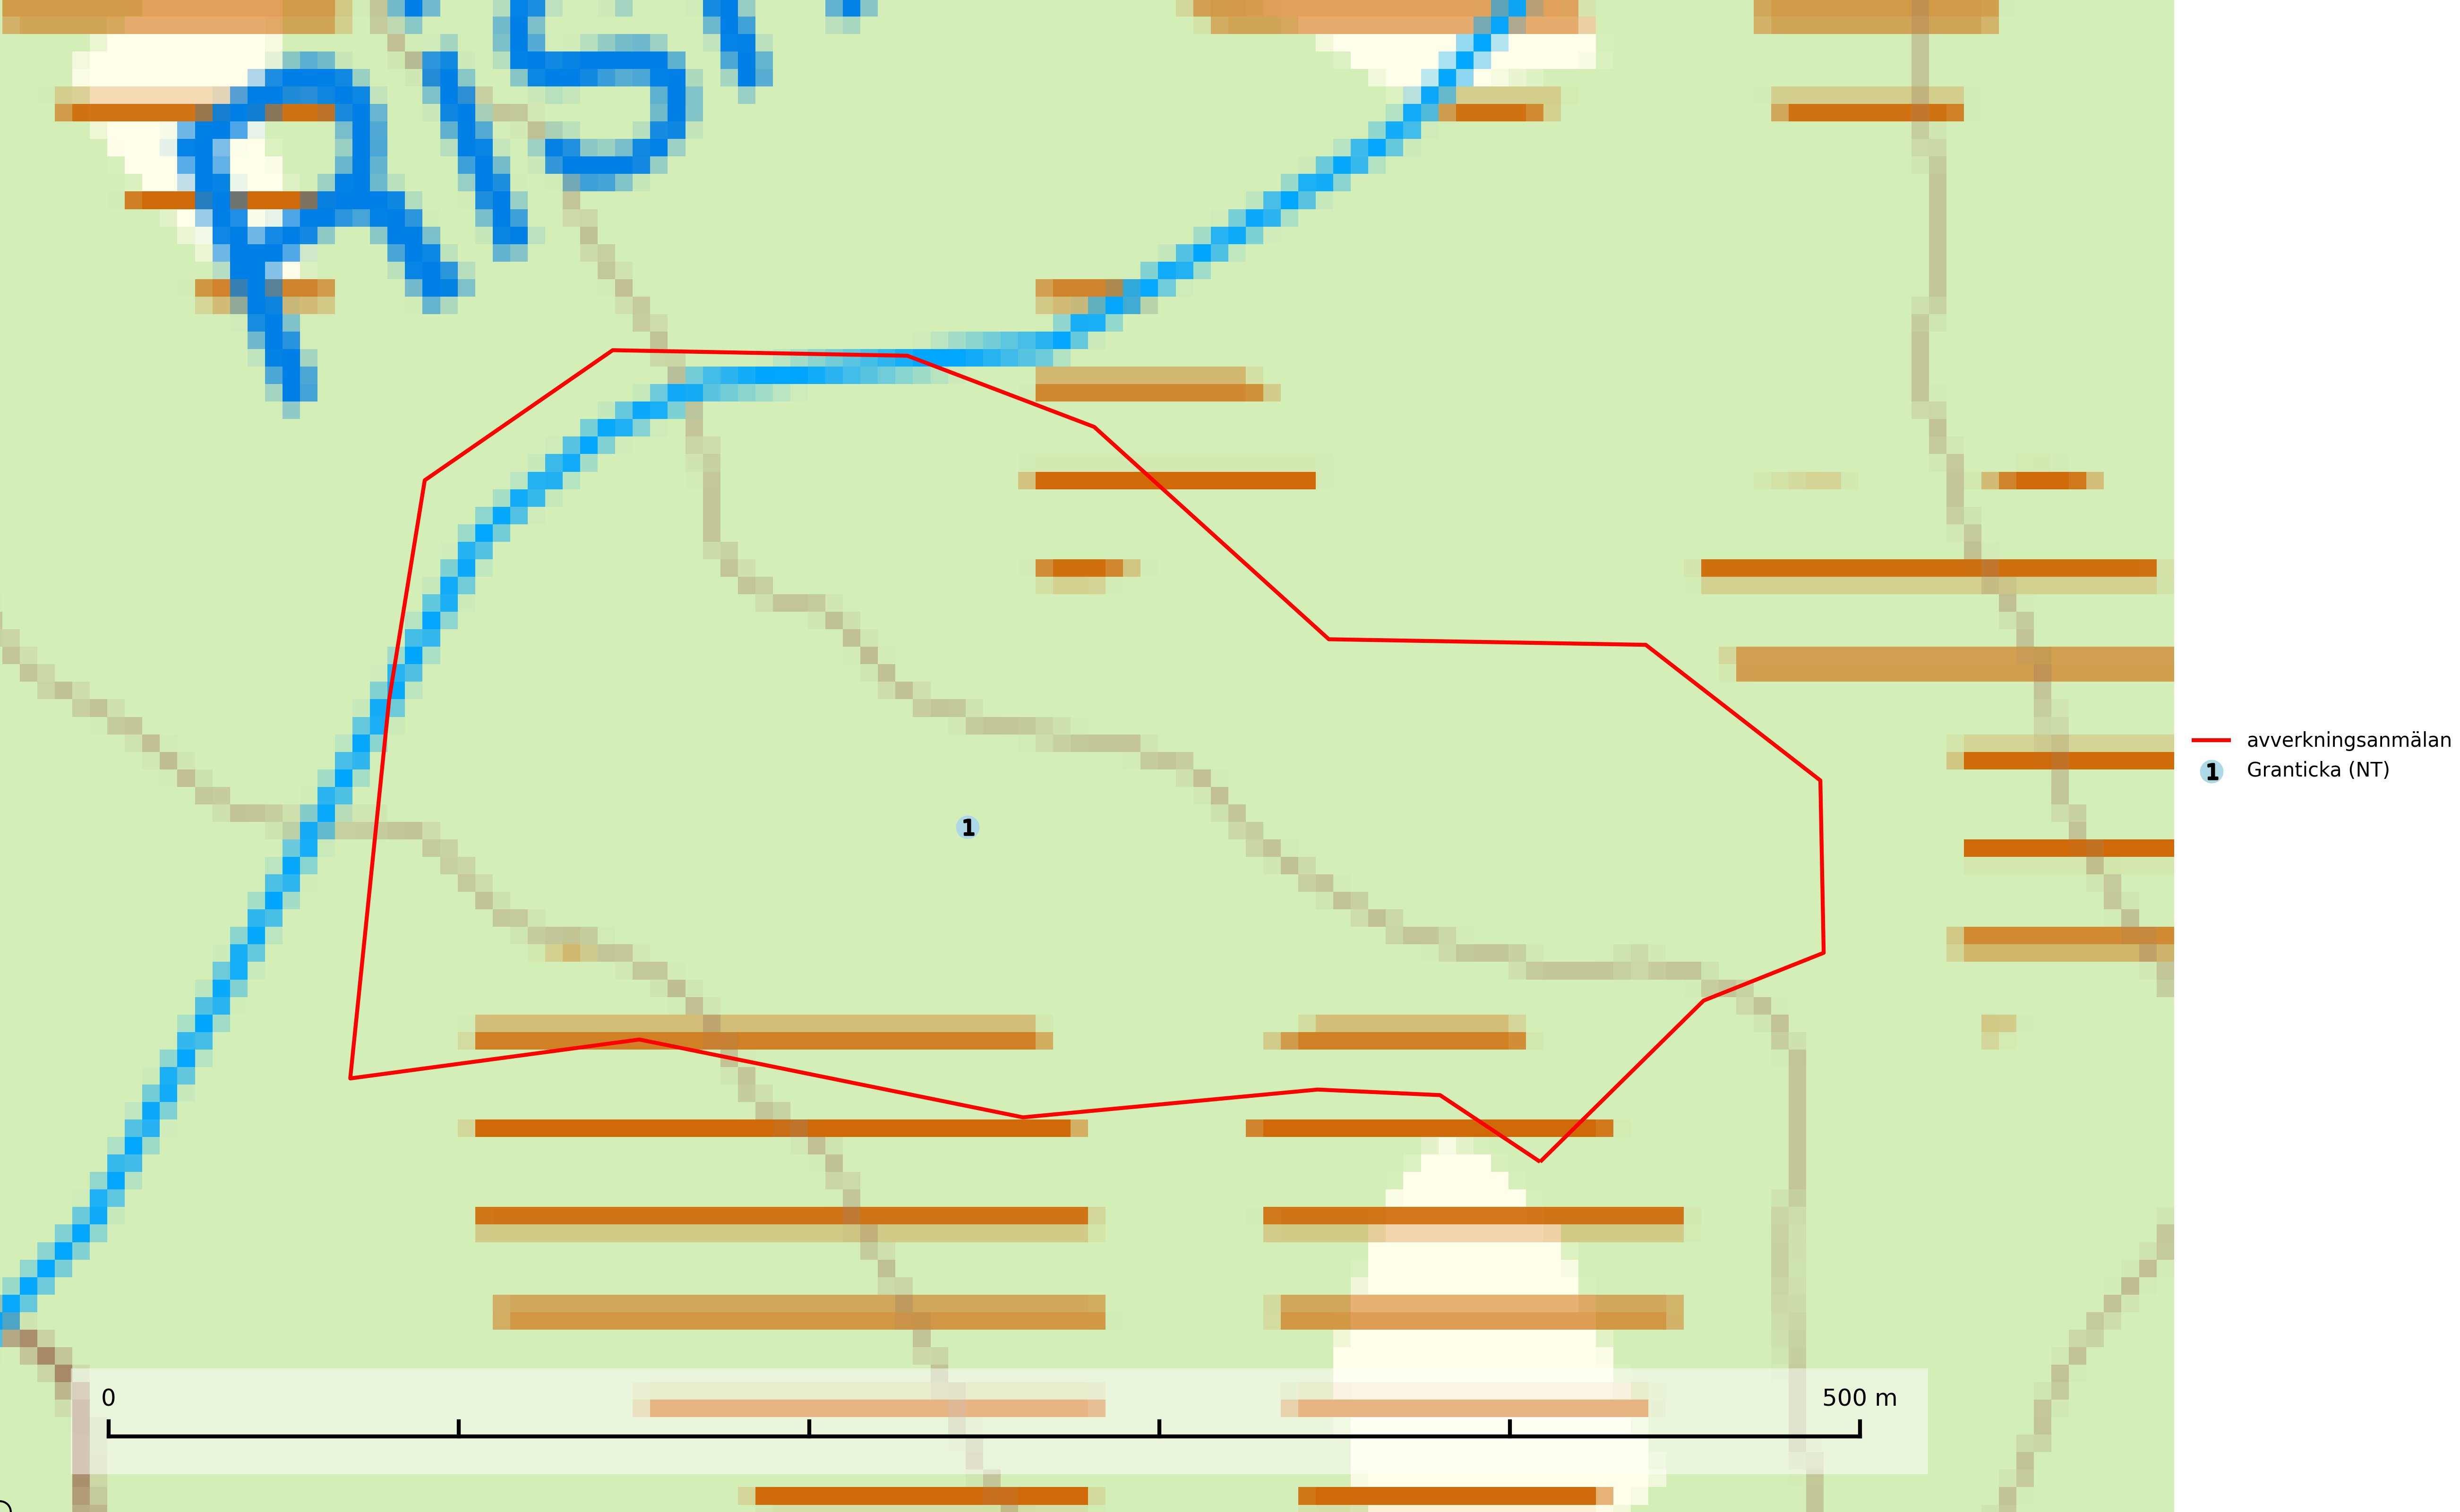 avverkningsanmälan
1 Granticka (NT)
1
0 500 m